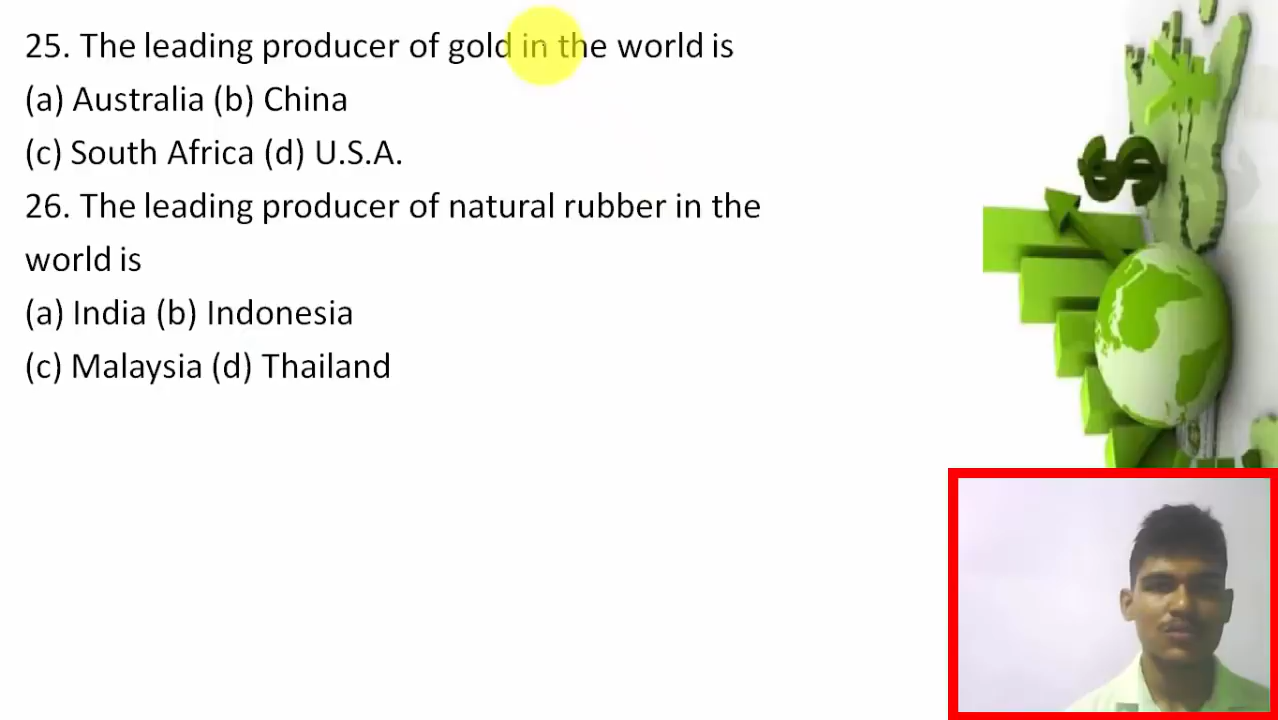 25. The leading producer of gold in the world is
(a) Australia (b) China
(c) South Africa (d) U.S.A.
26. The leading producer of natural rubber in the
world is
(a) India (b) Indonesia
(c) Malaysia (d) Thailand